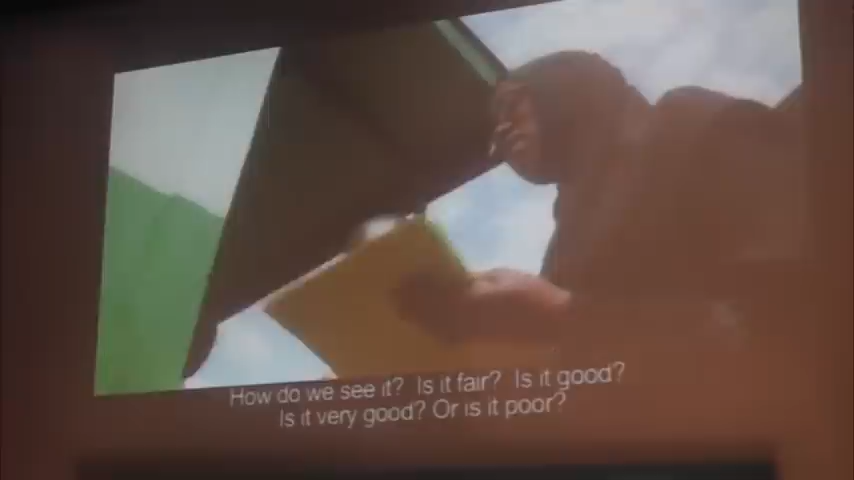 How do we see it? Is it fair? Is it good?
Is it very good? Or is it poor?